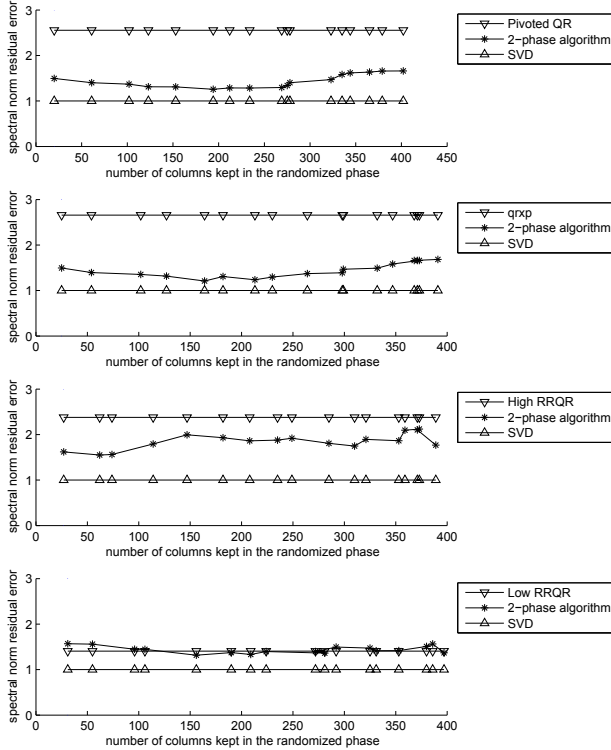 3
2
1
0
spectral norm residual error
0 50 100 150 200 250 300 350 400 450
number of columns kept in the randomized phase
Pivoted QR
2−phase algorithm
SVD
3
2
1
0
spectral norm residual error
0 50 100 150 200 250 300 350 400
number of columns kept in the randomized phase
qrxp
2−phase algorithm
SVD
3
2
1
0
spectral norm residual error
0 50 100 150 200 250 300 350 400
number of columns kept in the randomized phase
High RRQR
2−phase algorithm
SVD
3
2
1
0
spectral norm residual error
0 50 100 150 200 250 300 350 400
number of columns kept in the randomized phase
Low RRQR
2−phase algorithm
SVD